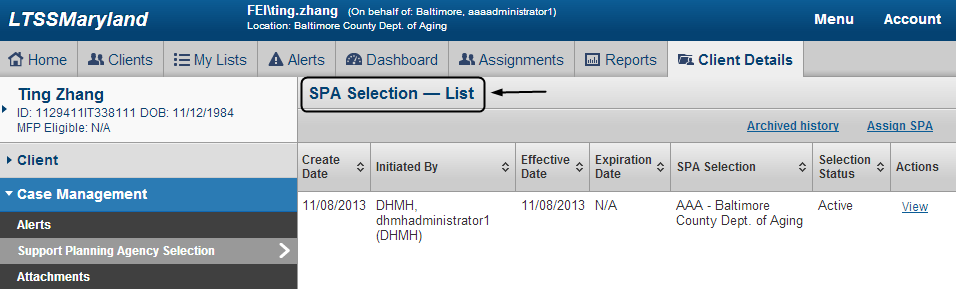 LTSSMaryland
FEI\ting.zhang (On behalf of: Baltimore, aaaadministrator1)
Location: Baltimore County Dept. of Aging
Menu
Account
Home
Clients
My Lists
Alerts
Dashboard
Assignments
Reports
Client Details
Ting Zhang
ID: 1129411IT338111 DOB: 11/12/1984
MFP Eligible: N/A
Client
Case Management
Alerts
Support Planning Agency Selection
Attachments
SPA Selection — List
Archived history
Assign SPA
Create
Date
Initiated By
Effective
Date
Expiration
Date
SPA Selection
Selection
Status
Actions
11/08/2013
DHMH,
dhmhadministrator1
(DHMH)
11/08/2013
N/A
AAA - Baltimore
County Dept. of Aging
Active
View